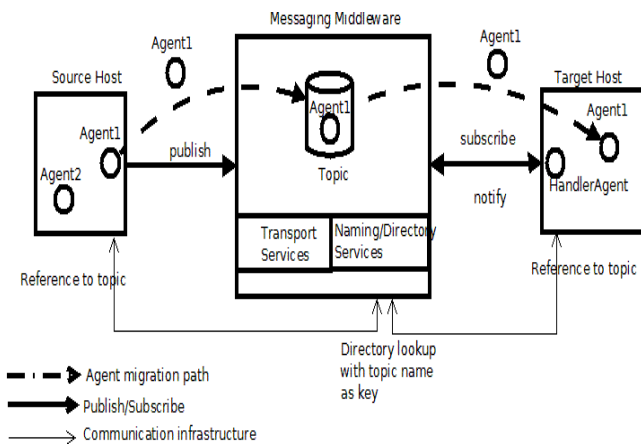 Messaging Middleware
Agent1
Agent1
Source Host
Target Host
Agent1
Agent1
Agent1
publish
subscribe
Agent2
Topic
HandlerAgent
notify
Transport
Services
Naming/Directory
Services
Reference to topic
Reference to topic
Directory lookup
with topic name
as key
Agent migration path
Publish/Subscribe
Communication infrastructure